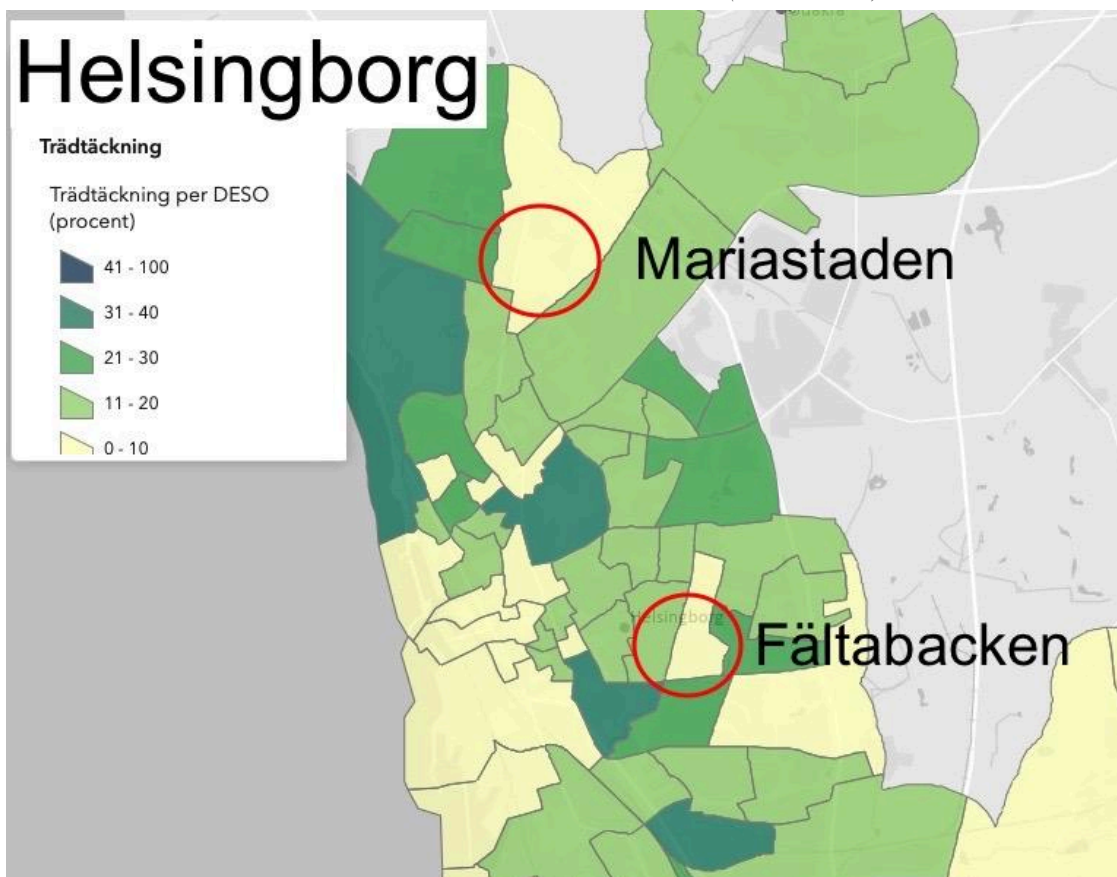 Helsingborg
Trädtäckning
Trädtäckning per DESO
(procent)
41 - 100
31 - 40
21 - 30
11 - 20
0 - 10
Mariastaden
Helsingborg
Fältabacken